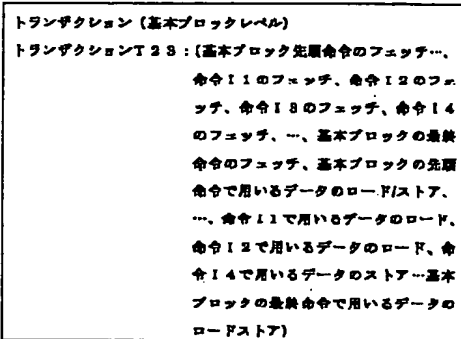 トランザクション (基本ブロックレベル)
トランザクションT23:(基本ブロック先頭命令のフェッチ…、
命令I1のフェッチ、命令I2のフェ
ッチ、命令I3のフェッチ、命令I4
のフェッチ、…、基本ブロックの最終
命令のフェッチ、基本ブロックの先頭
命令で用いるデータのロード/ストア、
…、命令I1で用いるデータのロード、
命令I2で用いるデータのロード、命
令I4で用いるデータのストア…基本
ブロックの最終命令で用いるデータの
ロードストア)